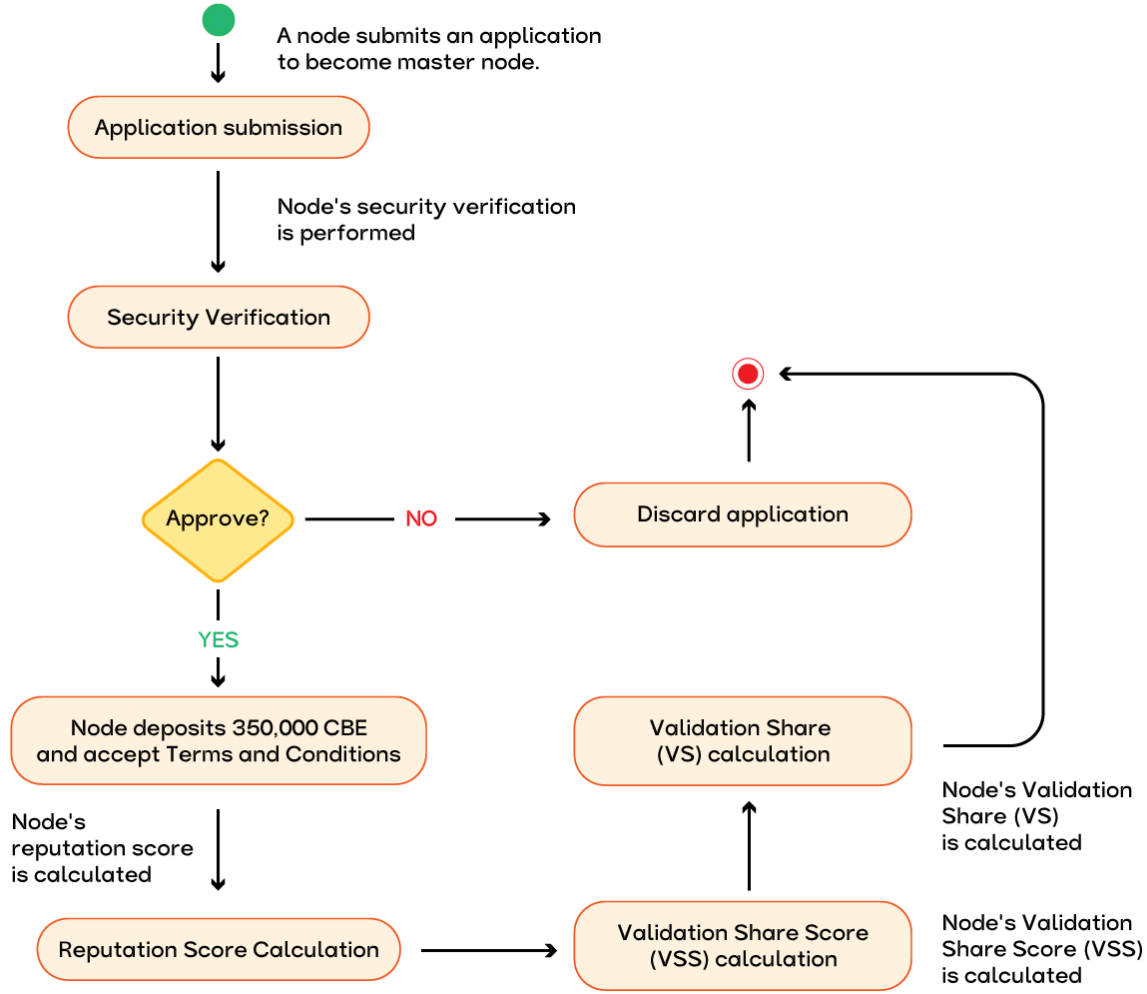 A node submits an application
to become master node.
Application submission
Node's security verification
is performed
Security Verification
Approve?
NO
Discard application
YES
Node deposits 350,000 CBE
and accept Terms and Conditions
Validation Share
(VS) calculation
Node's Validation
Share (VS)
is calculated
Node's
reputation score
is calculated
Reputation Score Calculation
Validation Share Score
(VSS) calculation
Node's Validation
Share Score (VSS)
is calculated